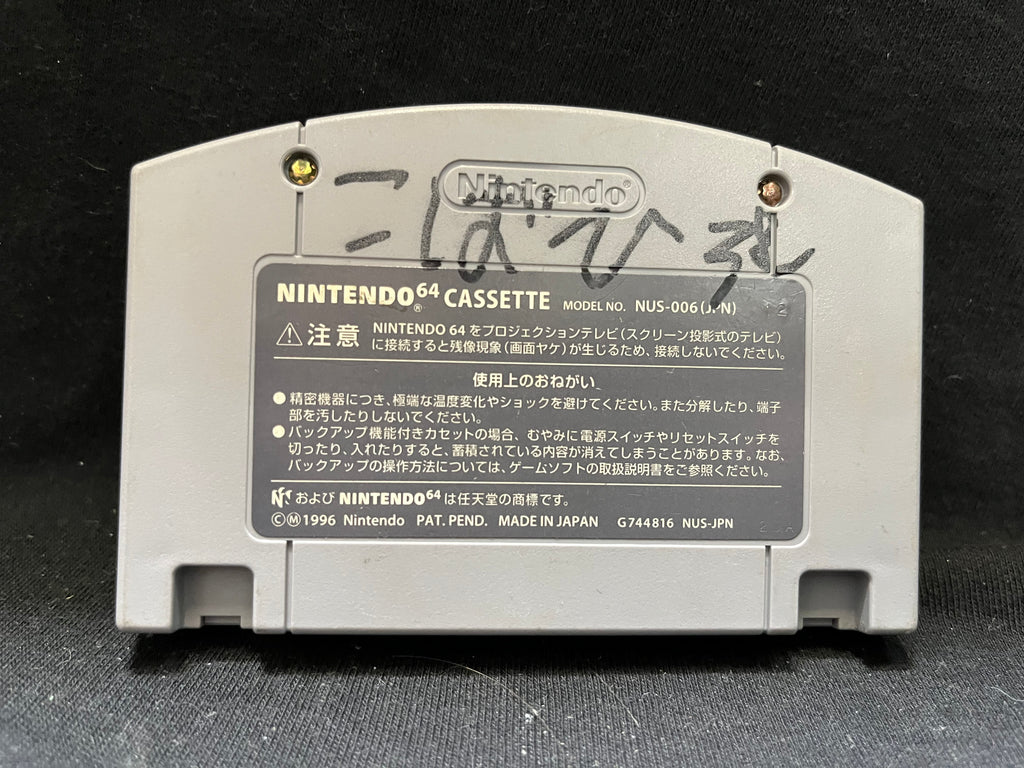 Nintendo®
こばひろ
NINTENDO®64 CASSETTE MODEL NO. NUS-006(JPN)
⚠注意 NINTENDO 64 をプロジェクションテレビ(スクリーン投影式のテレビ)
に接続すると残像現象(画面ヤケ)が生じるため、接続しないでください。
使用上のおねがい
●精密機器につき、極端な温度変化やショックを避けてください。また分解したり、端子
部を汚したりしないでください。
●バックアップ機能付きカセットの場合、むやみに電源スイッチやリセットスイッチを
切ったり、入れたりすると、蓄積されている内容が消えてしまうことがあります。なお、
バックアップの操作方法については、ゲームソフトの取扱説明書をご参照ください。
および NINTENDO64 は任天堂の商標です。
ⒸⓂ1996 Nintendo PAT. PEND. MADE IN JAPAN G744816 NUS-JPN